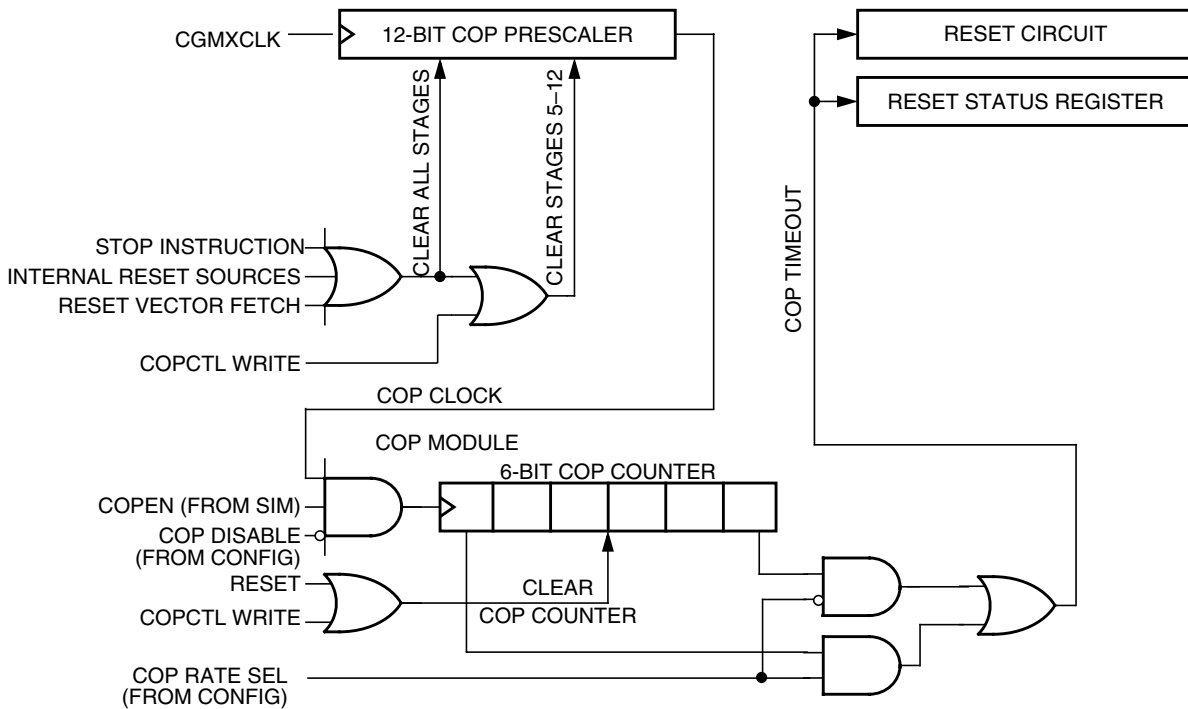 CGMXCLK
12-BIT COP PRESCALER
RESET CIRCUIT
RESET STATUS REGISTER
CLEAR ALL STAGES
CLEAR STAGES 5–12
COP TIMEOUT
STOP INSTRUCTION
INTERNAL RESET SOURCES
RESET VECTOR FETCH
COPCTL WRITE
COP CLOCK
COP MODULE
6-BIT COP COUNTER
COPEN (FROM SIM)
COP DISABLE
(FROM CONFIG)
RESET
COPCTL WRITE
CLEAR
COP COUNTER
COP RATE SEL
(FROM CONFIG)